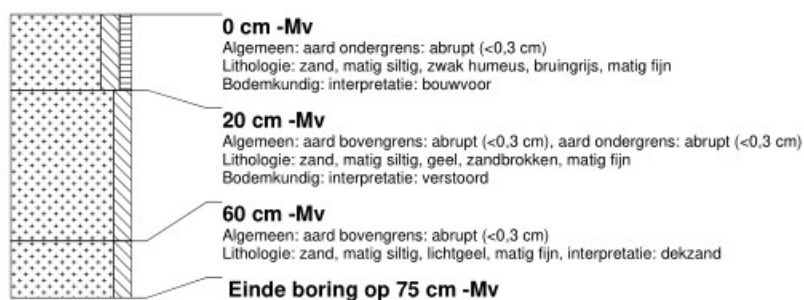 0 cm -Mv
Algemeen: aard ondergrens: abrupt (<0,3 cm)
Lithologie: zand, matig siltig, zwak humeus, bruingrijs, matig fijn
Bodemkundig: interpretatie: bouwvoor
20 cm -Mv
Algemeen: aard bovengrens: abrupt (<0,3 cm), aard ondergrens: abrupt (<0,3 cm)
Lithologie: zand, matig siltig, geel, zandbrokken, matig fijn
Bodemkundig: interpretatie: verstoord
60 cm -Mv
Algemeen: aard bovengrens: abrupt (<0,3 cm)
Lithologie: zand, matig siltig, lichtgeel, matig fijn, interpretatie: dekzand
Einde boring op 75 cm -Mv